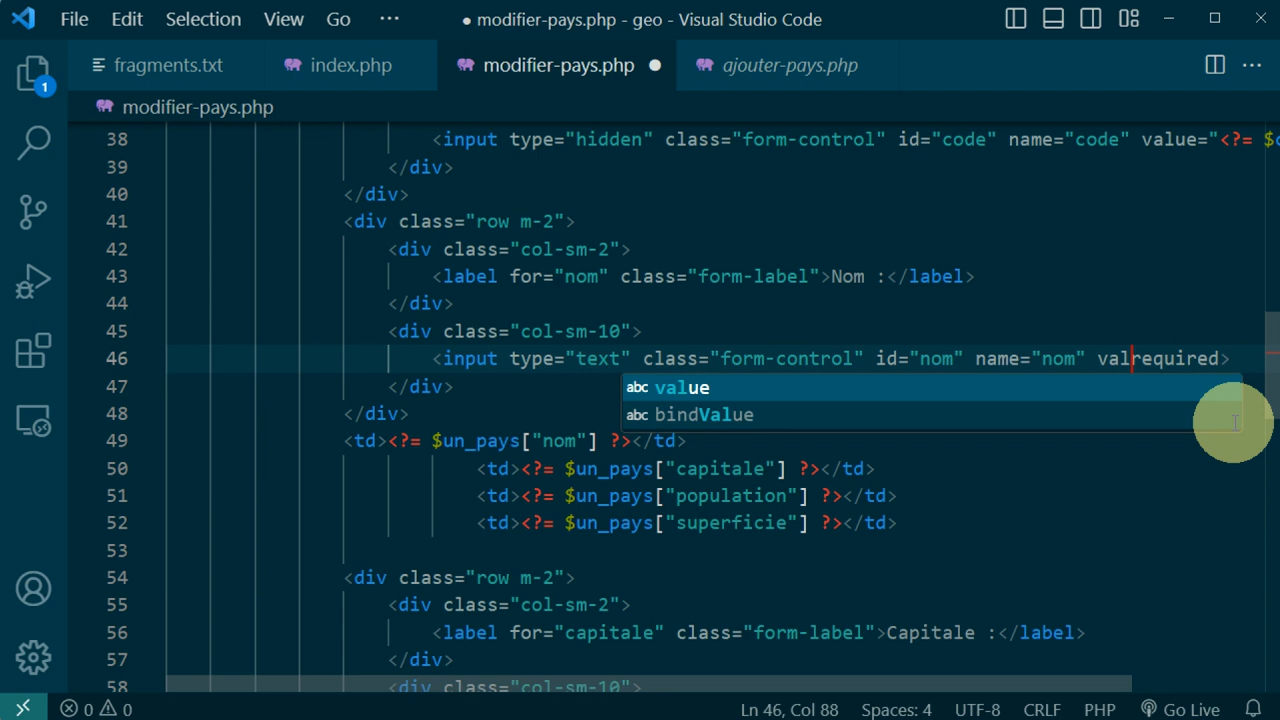 File Edit Selection View Go ··· ● modifier-pays.php - geo - Visual Studio Code
fragments.txt index.php modifier-pays.php ● ajouter-pays.php ···
1
modifier-pays.php
38 <input type="hidden" class="form-control" id="code" name="code" value="<?= $
39 </div>
40 </div>
41 <div class="row m-2">
42 <div class="col-sm-2">
43 <label for="nom" class="form-label">Nom :</label>
44 </div>
45 <div class="col-sm-10">
46 <input type="text" class="form-control" id="nom" name="nom" valrequired>
47 </div>
abc value
48 </div>
abc bindValue
49 <td><?= $un_pays["nom"] ?></td>
50 <td><?= $un_pays["capitale"] ?></td>
51 <td><?= $un_pays["population"] ?></td>
52 <td><?= $un_pays["superficie"] ?></td>
53
54 <div class="row m-2">
55 <div class="col-sm-2">
56 <label for="capitale" class="form-label">Capitale :</label>
57 </div>
58 <div class="col-sm-10">
0 0 Ln 46, Col 88 Spaces: 4 UTF-8 CRLF PHP Go Live